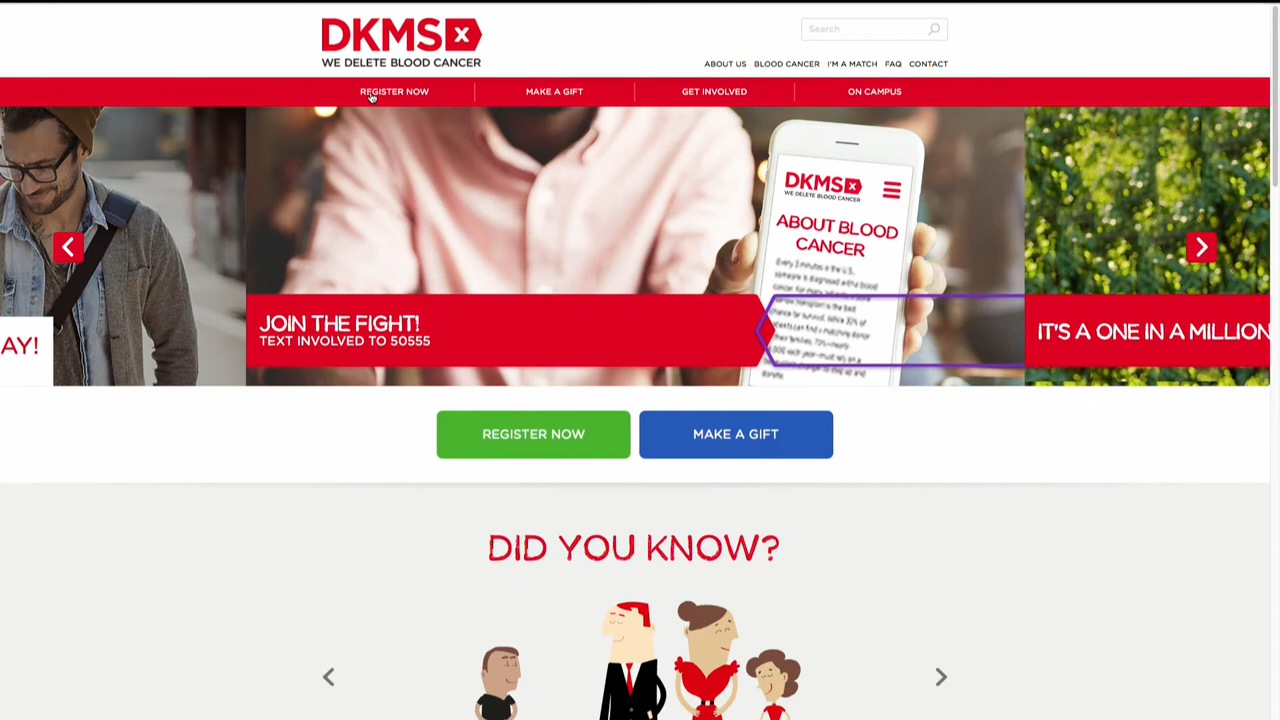 DKMS x
WE DELETE BLOOD CANCER
Search
ABOUT US BLOOD CANCER I'M A MATCH FAQ CONTACT
REGISTER NOW MAKE A GIFT GET INVOLVED ON CAMPUS
DKMS x
WE DELETE BLOOD CANCER
ABOUT BLOOD
CANCER
AY!
JOIN THE FIGHT!
TEXT INVOLVED TO 50555
IT'S A ONE IN A MILLION
REGISTER NOW MAKE A GIFT
DID YOU KNOW?